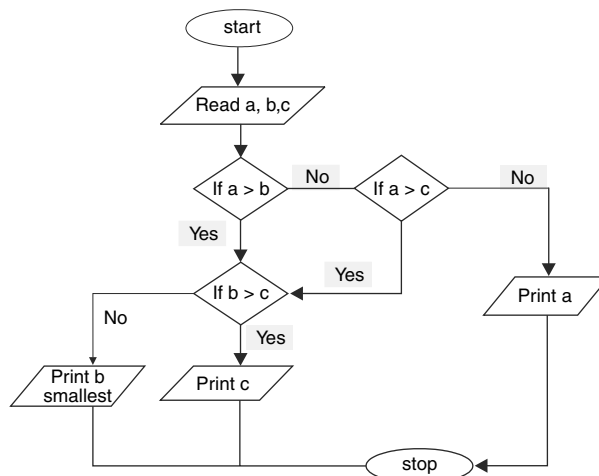 start
Read a, b,c
If a > b
No
If a > c
No
Yes
Yes
If b > c
Print a
No
Yes
Print b
smallest
Print c
stop